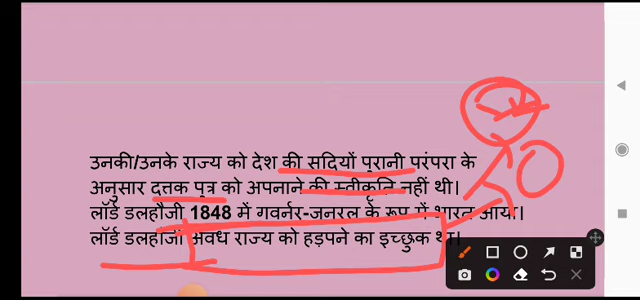 उनकी/उनके राज्य को देश की सदियों पुरानी परंपरा के
अनुसार दत्तक पुत्र को अपनाने की स्वीकृति नहीं थी।
लॉर्ड डलहौजी 1848 में गवर्नर-जनरल के रूप में भारत आया।
लॉर्ड डलहौजी अवध राज्य को हड़पने का इच्छुक था।